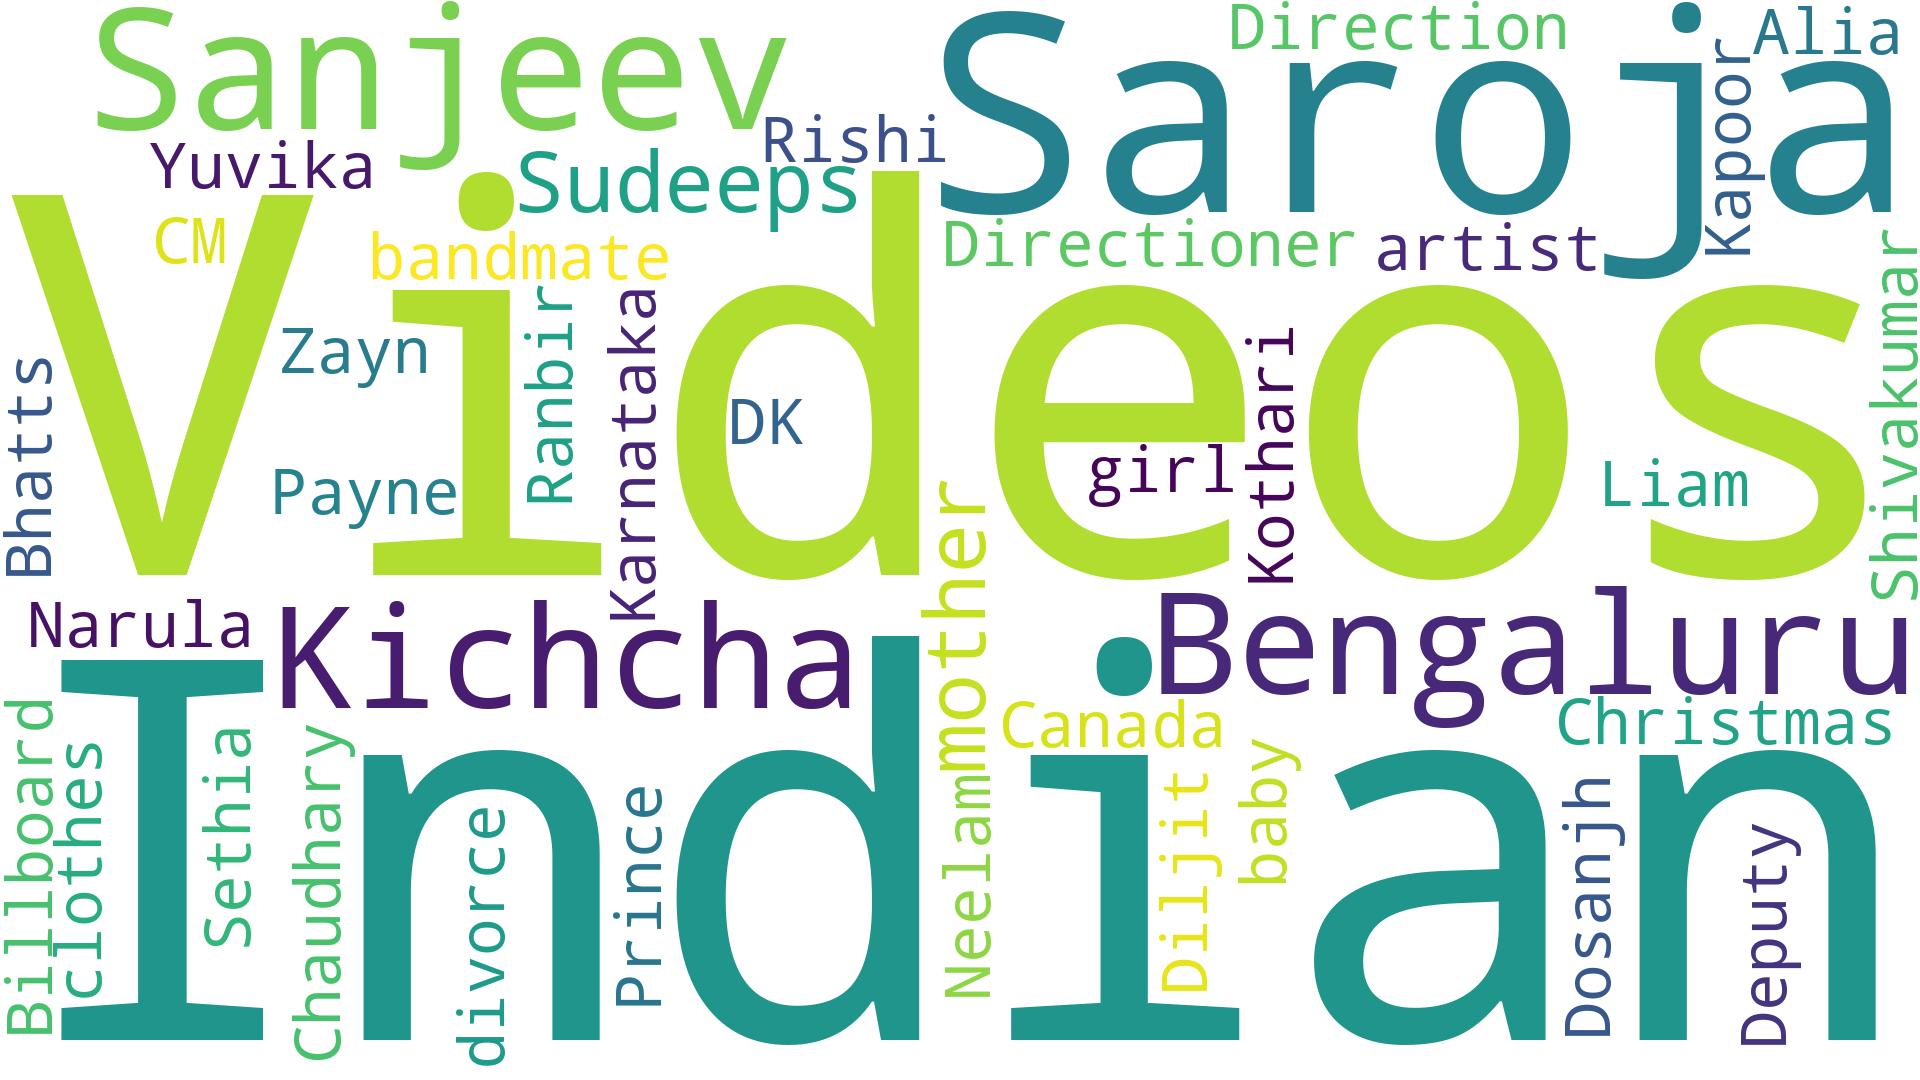 Sanjeev
Saroja
Direction
Alia
Kapoor
Rishi
Yuvika
Sudeeps
CM
bandmate
Directioner
artist
Videos
Zayn
Ranbir
Karnataka
DK
Kothari
girl
Liam
Shivakumar
Bhatts
Payne
mother
Narula
Kichcha
Bengaluru
Canada
Christmas
Indian
Billboard
clothes
Sethia
Chaudhary
divorce
Prince
Neelam
Diljit
baby
Dosanjh
Deputy